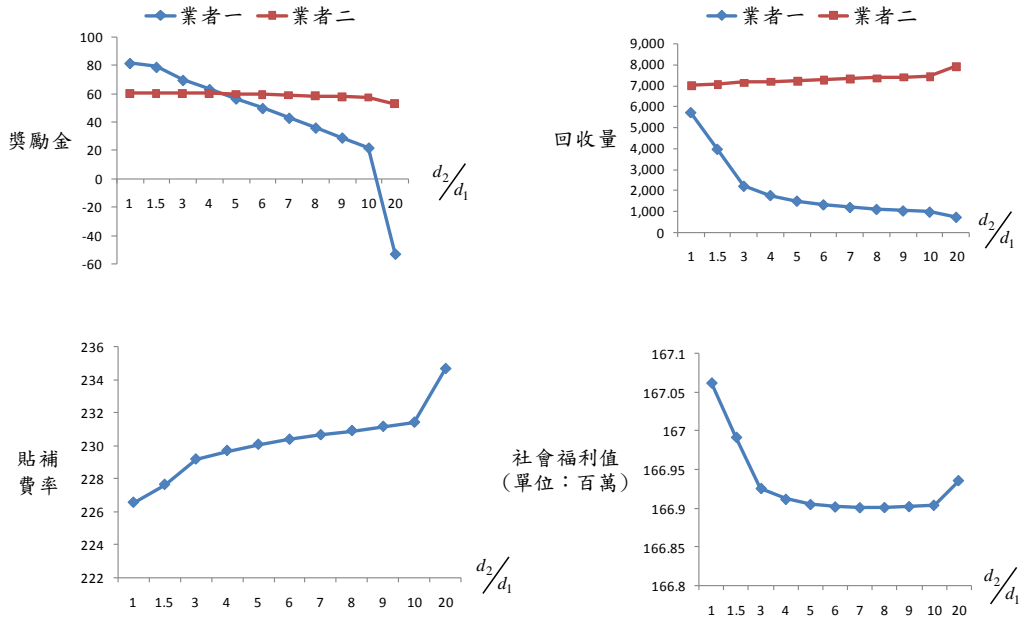 業者一 業者二
100
80
60
40
20
0
-20
-40
-60
獎勵金
1 1.5 3 4 5 6 7 8 9 10 20
d2/d1
業者一 業者二
9,000
8,000
7,000
6,000
5,000
4,000
3,000
2,000
1,000
0
回收量
1 1.5 3 4 5 6 7 8 9 10 20
d2/d1
236
234
232
230
228
226
224
222
貼補
費率
1 1.5 3 4 5 6 7 8 9 10 20
d2/d1
167.1
167.05
167
166.95
166.9
166.85
166.8
社會福利值
(單位：百萬)
1 1.5 3 4 5 6 7 8 9 10 20
d2/d1